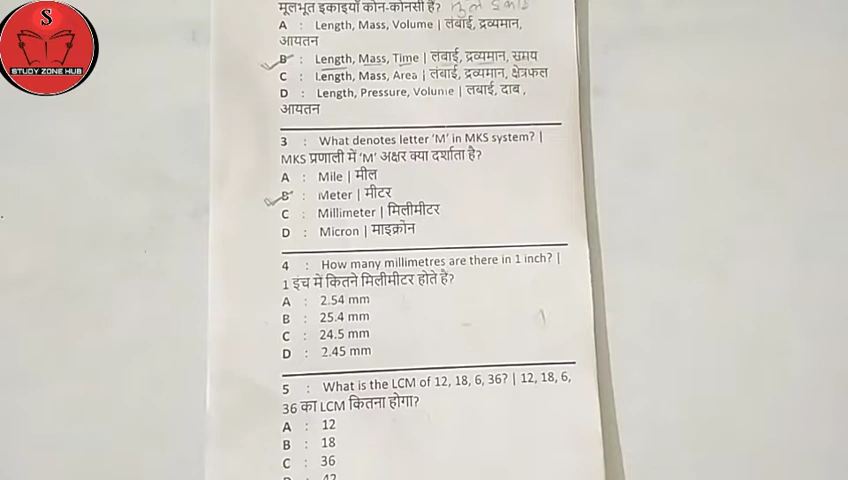 S
STUDY ZONE HUB
मूलभूत इकाइयाँ कौन-कौनसी हैं?
A : Length, Mass, Volume | लंबाई, द्रव्यमान,
आयतन
B : Length, Mass, Time | लंबाई, द्रव्यमान, समय
C : Length, Mass, Area | लंबाई, द्रव्यमान, क्षेत्रफल
D : Length, Pressure, Volume | लंबाई, दाब ,
आयतन
3 : What denotes letter ‘M’ in MKS system? |
MKS प्रणाली में ‘M’ अक्षर क्या दर्शाता है?
A : Mile | मील
B : Meter | मीटर
C : Millimeter | मिलीमीटर
D : Micron | माइक्रोन
4 : How many millimetres are there in 1 inch? |
1 इंच में कितने मिलीमीटर होते है?
A : 2.54 mm
B : 25.4 mm
C : 24.5 mm
D : 2.45 mm
5 : What is the LCM of 12, 18, 6, 36? | 12, 18, 6,
36 का LCM कितना होगा?
A : 12
B : 18
C : 36